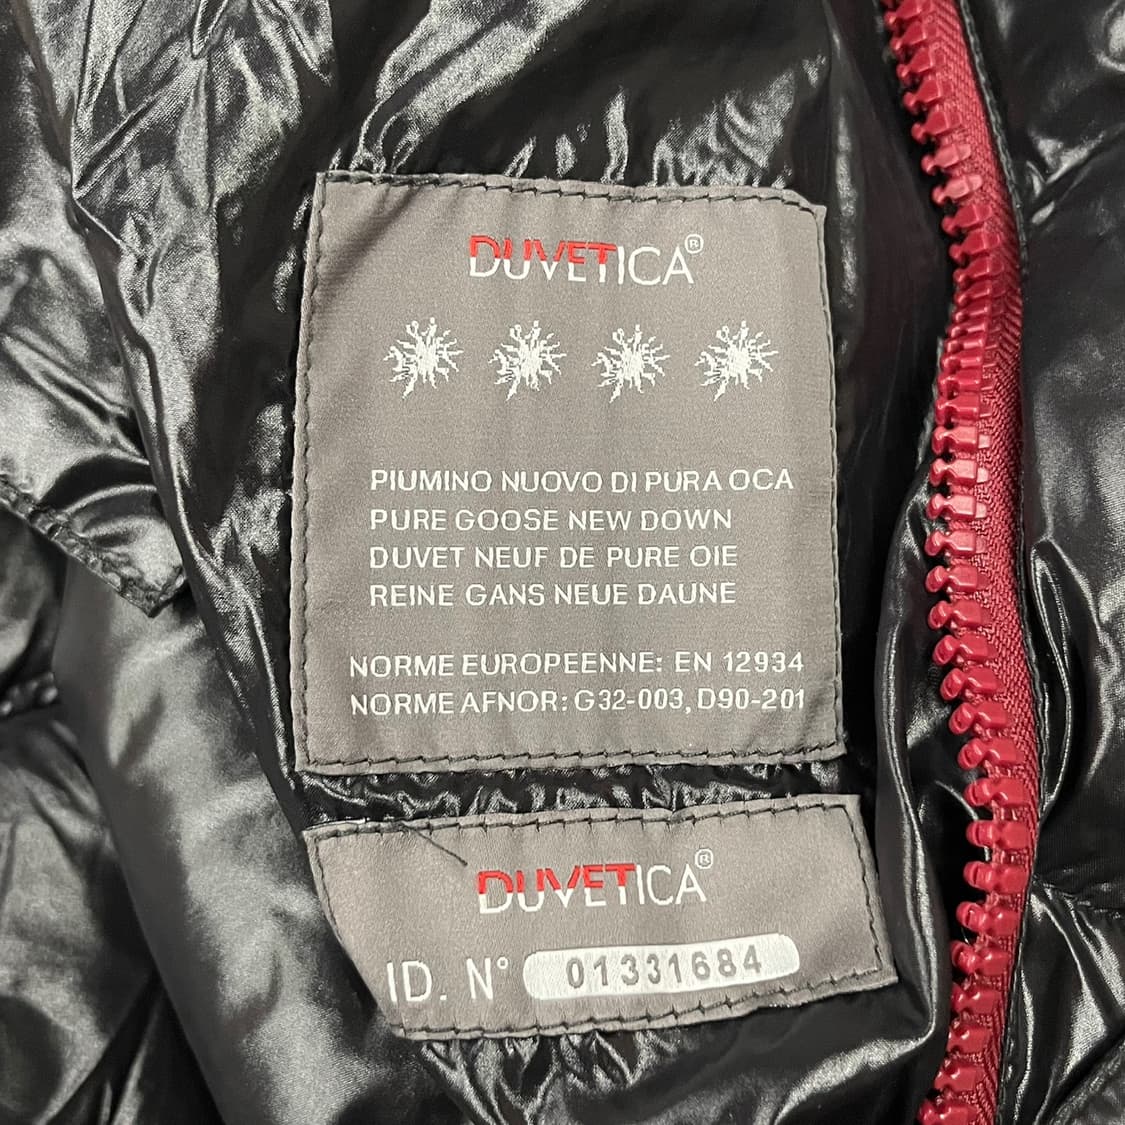 DUVETICA®
PIUMINO NUOVO DI PURA OCA
PURE GOOSE NEW DOWN
DUVET NEUF DE PURE OIE
REINE GANS NEUE DAUNE
NORME EUROPEENNE: EN 12934
NORME AFNOR: G32-003, D90-201
DUVETICA®
ID. N° 01331684